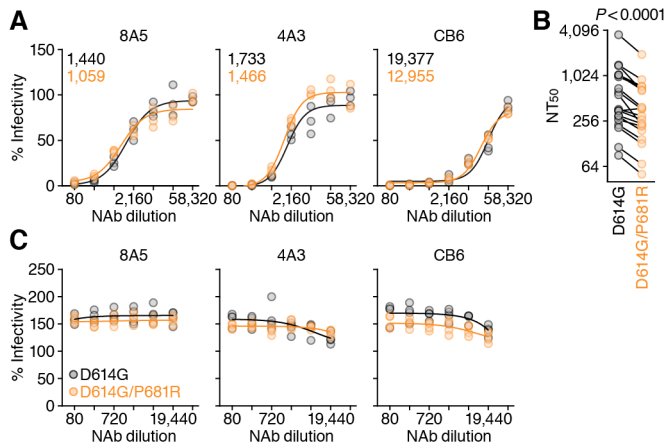 A
8A5
4A3
CB6
% Infectivity
150
100
50
0
1,440
1,059
1,733
1,466
19,377
12,955
80
2,160
58,320
80
2,160
58,320
80
2,160
58,320
NAb dilution
NAb dilution
NAb dilution
B
P<0.0001
NT50
4,096
1,024
256
64
D614G
D614G/P681R
C
8A5
4A3
CB6
% Infectivity
250
200
150
100
50
0
D614G
D614G/P681R
80
720
19,440
80
720
19,440
80
720
19,440
NAb dilution
NAb dilution
NAb dilution